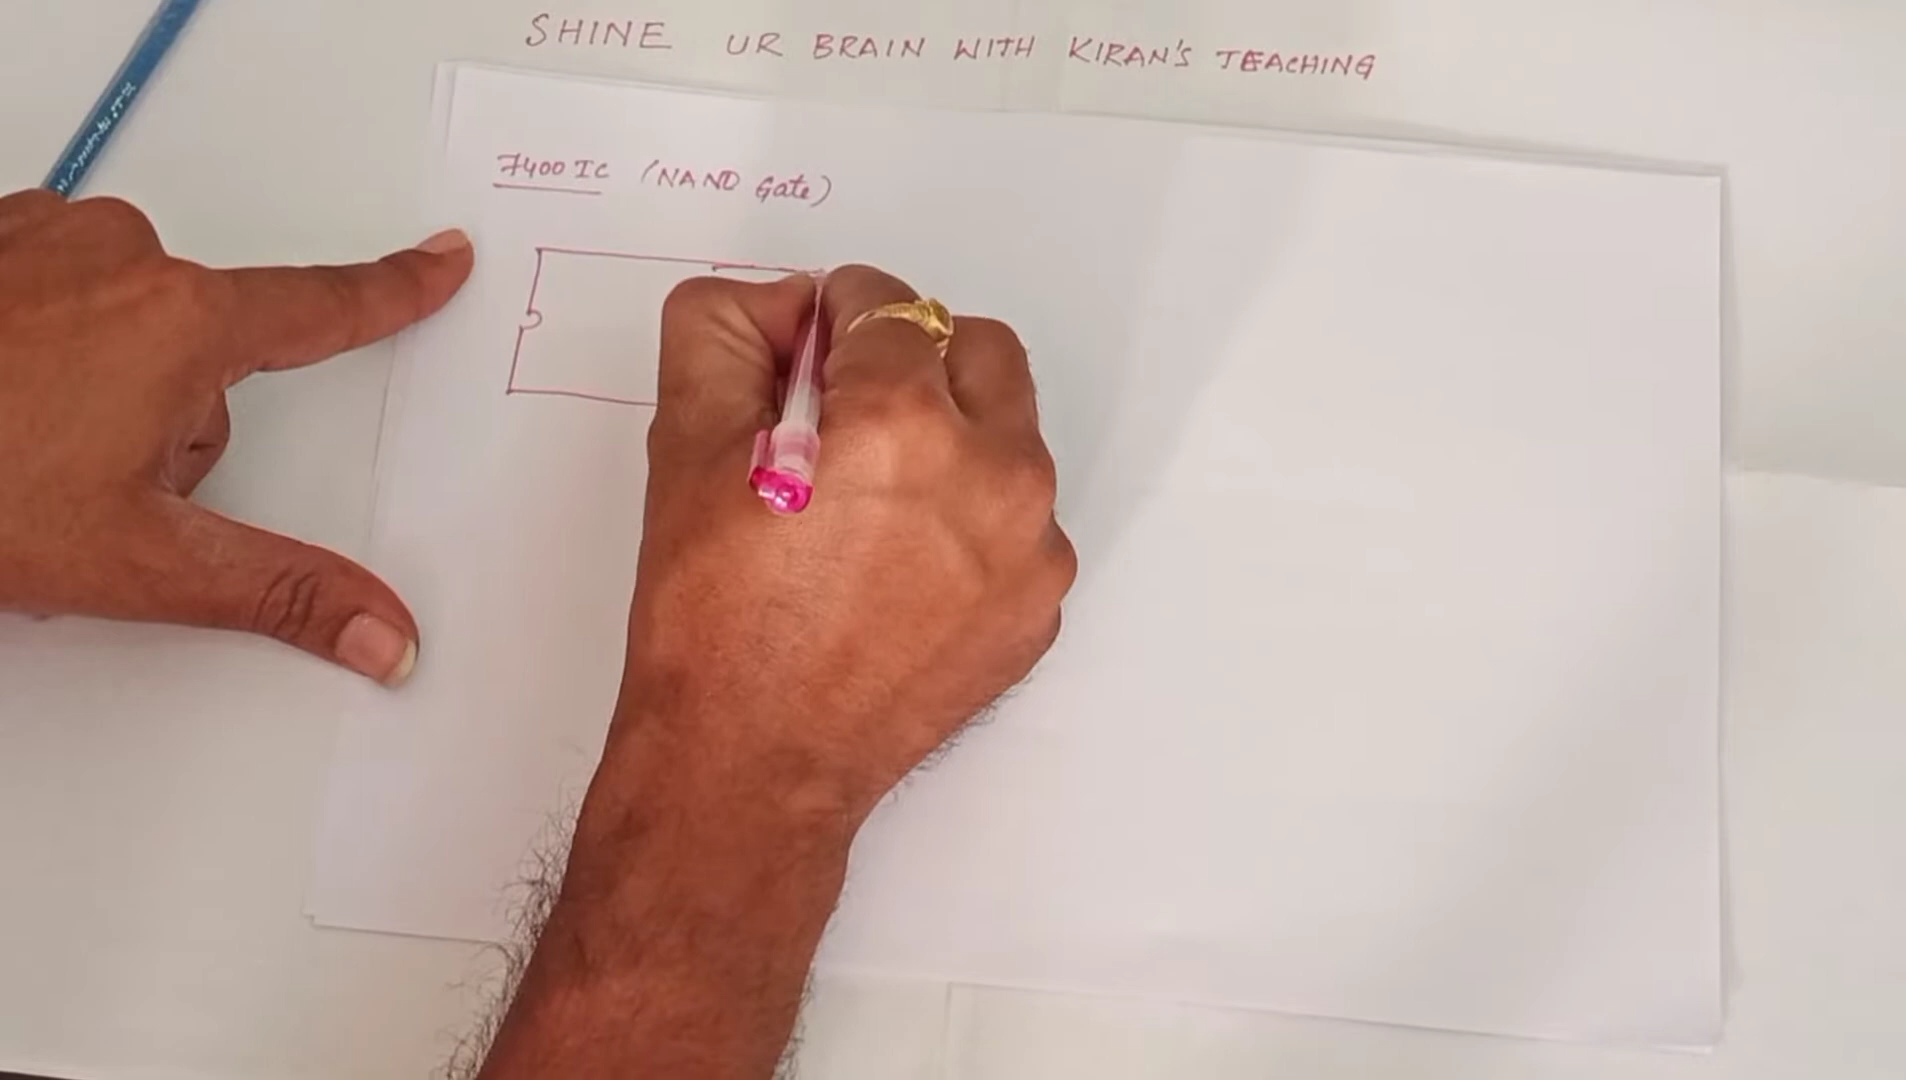 SHINE UR BRAIN WITH KIRAN'S TEACHING
7400 IC (NAND Gate)